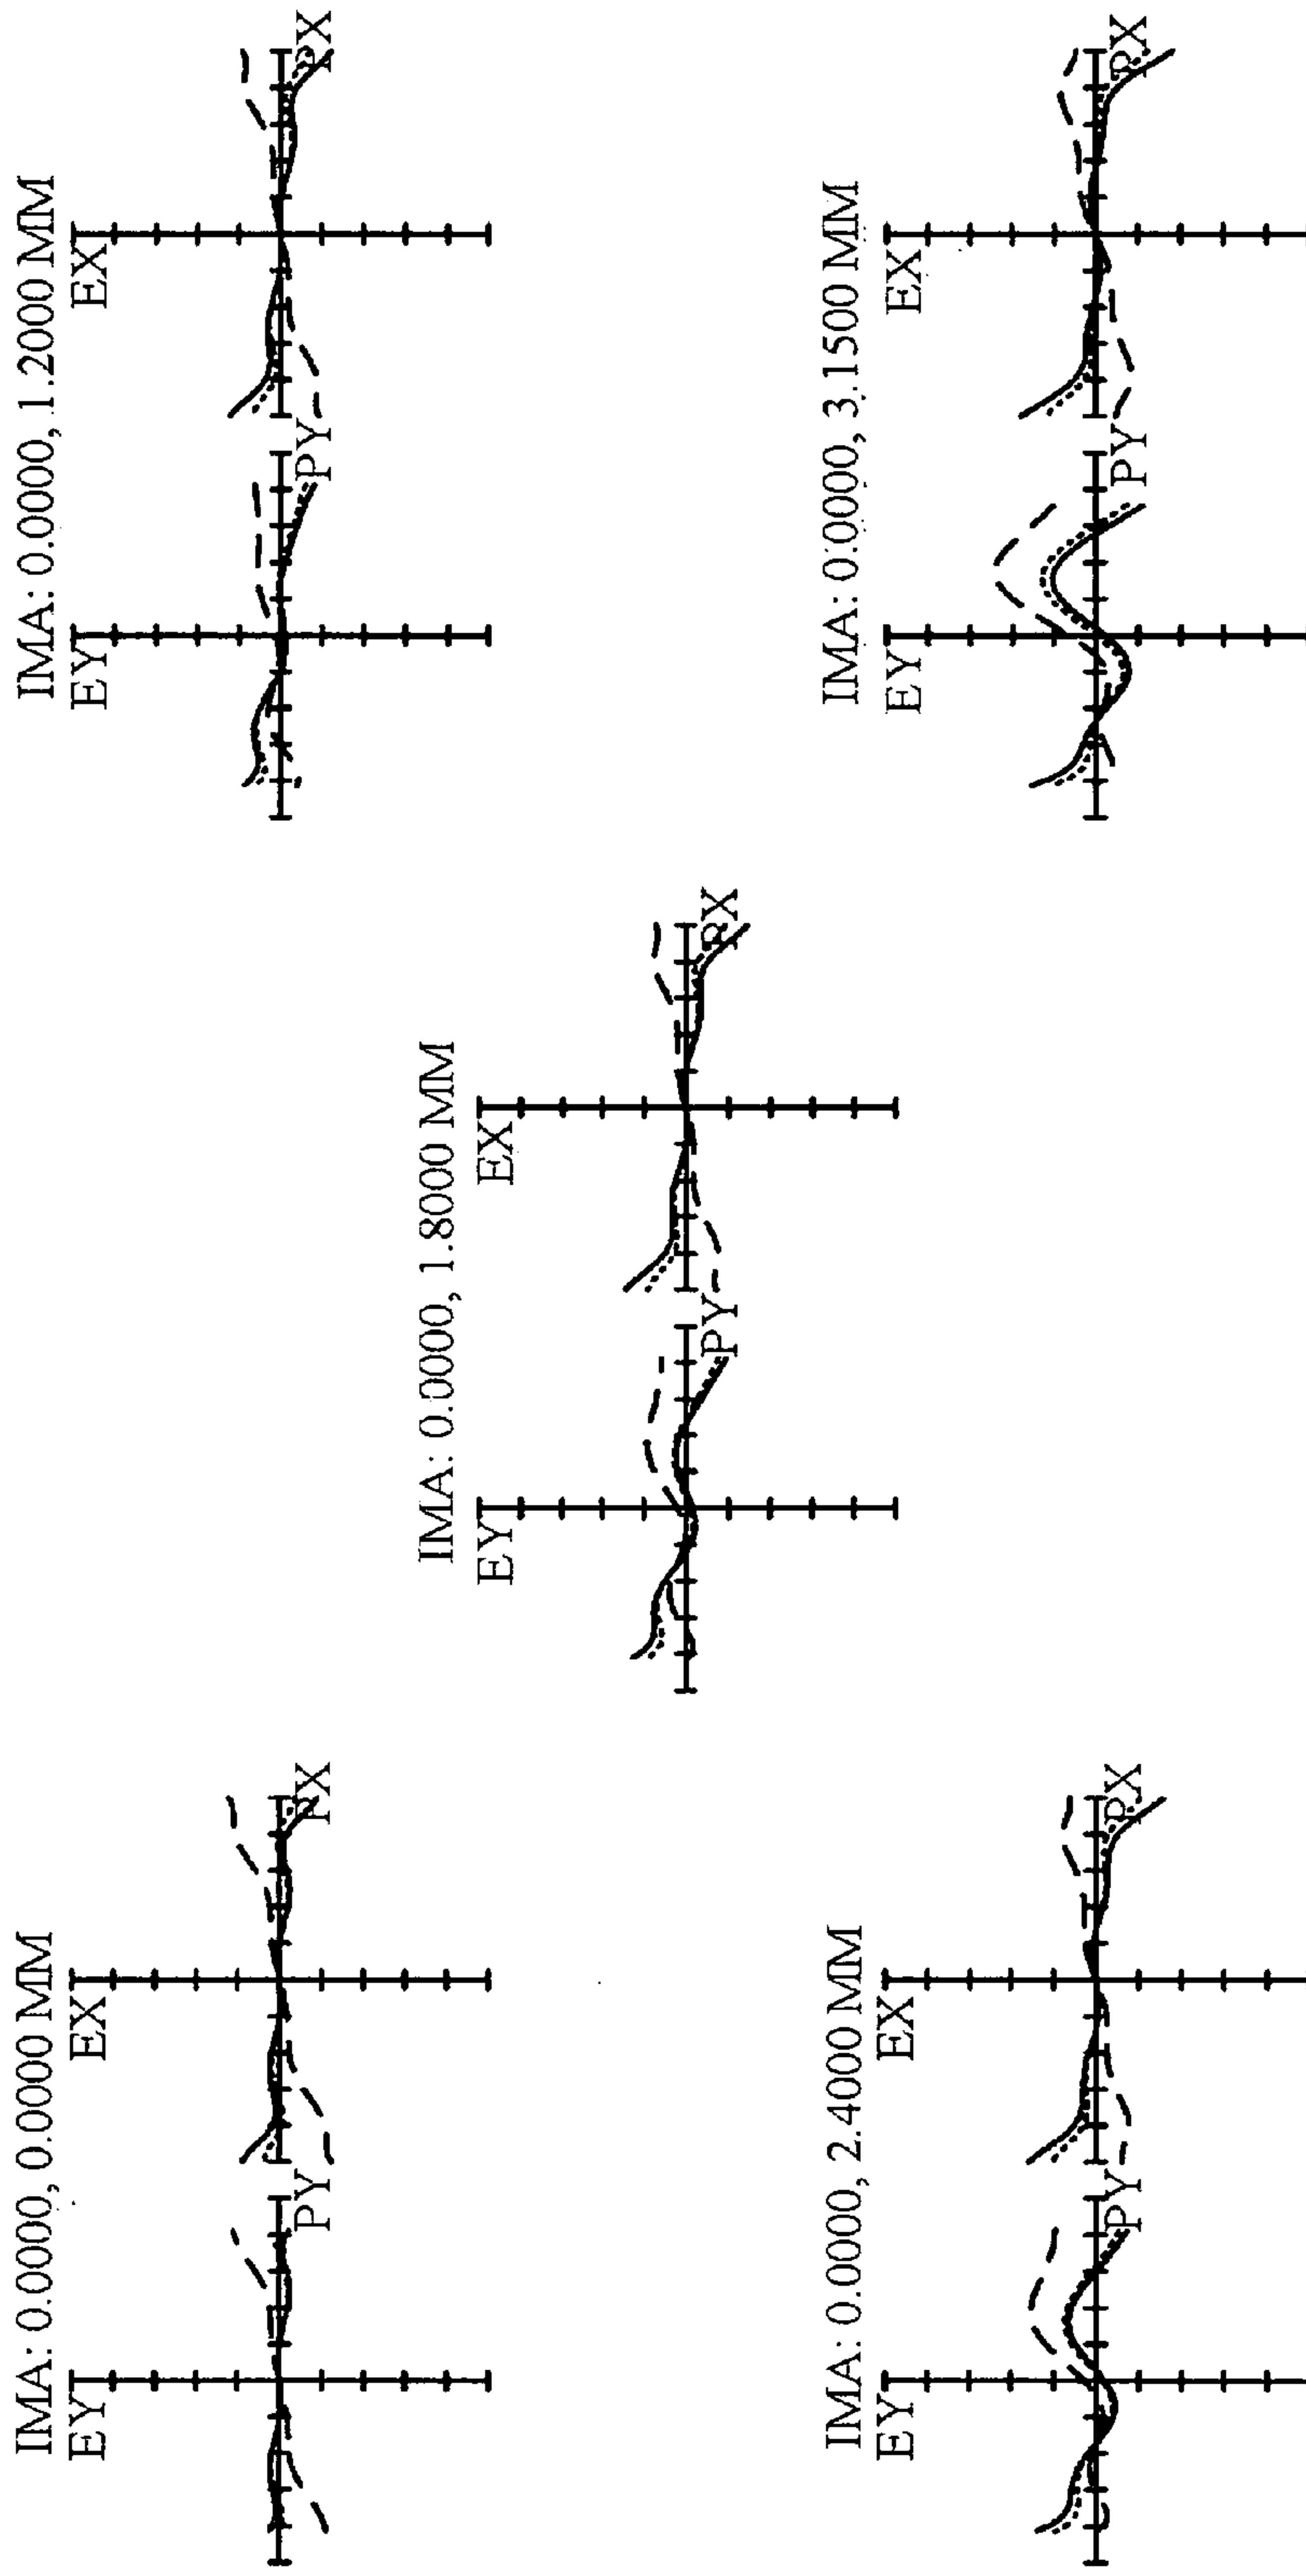 IMA: 0.0000, 0.0000 MM
EY
EX
PY
PX
IMA: 0.0000, 1.2000 MM
EY
EX
PY
PX
IMA: 0.0000, 1.8000 MM
EY
EX
PY
PX
IMA: 0.0000, 2.4000 MM
EY
EX
PY
PX
IMA: 0.0000, 3.1500 MM
EY
EX
PY
PX